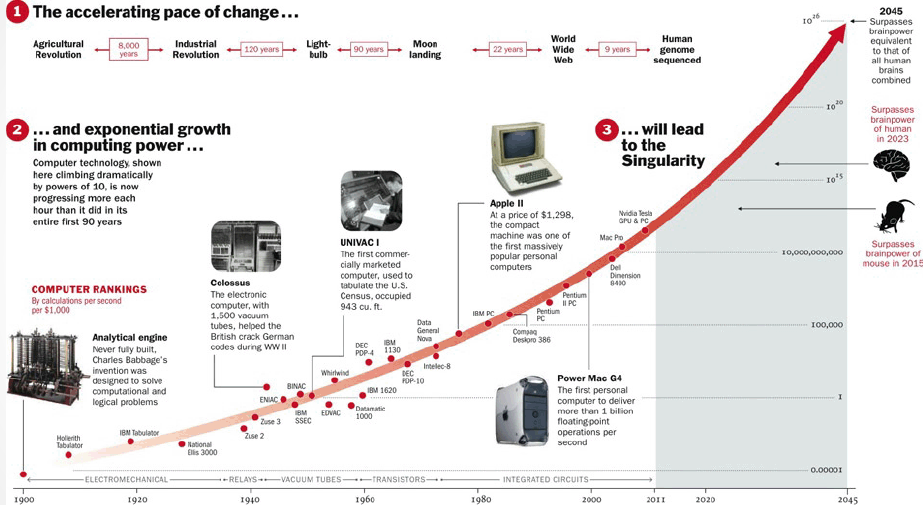 1 The accelerating pace of change...
Agricultural
Revolution
8,000
years
Industrial
Revolution
120 years
Light-
bulb
90 years
Moon
landing
22 years
World
Wide
Web
9 years
Human
genome
sequenced
2 ...and exponential growth
in computing power...
Computer technology, shown
here climbing dramatically
by powers of 10, is now
progressing more each
hour than it did in its
entire first 90 years
3 ...will lead
to the
Singularity
2045
Surpasses
brainpower
equivalent
to that of
all human
brains
combined
Surpasses
brainpower
of human
in 2023
Surpasses
brainpower of
mouse in 2015
COMPUTER RANKINGS
By calculations per second
per $1,000
Analytical engine
Never fully built,
Charles Babbage's
invention was
designed to solve
computational and
logical problems
Colossus
The electronic
computer, with
1,500 vacuum
tubes, helped the
British crack German
codes during WW II
UNIVAC I
The first commer-
cially marketed
computer, used to
tabulate the U.S.
Census, occupied
943 cu. ft.
Apple II
At a price of $1,298,
the compact
machine was one of
the first massively
popular personal
computers
Power Mac G4
The first personal
computer to deliver
more than 1 billion
floating-point
operations per
second
Holerith
Tabulator
IBM Tabulator
National
Ellis 3000
Zuse 2
Zuse 3
ENIAC
BINAC
IBM
SSEC
Whirlwind
EDVAC
Datamatic
1000
IBM 1620
DEC
PDP-4
IBM
1130
DEC
PDP-10
Data
General
Nova
Intelec-8
IBM PC
Compaq
Deskpro 386
Pentium
PC
Pentium
II PC
Mac Pro
Del
Dimension
8400
Nvidia Tesla
GPU & PC
10^26
10^20
10^15
10,000,000,000
100,000
1
0.00001
ELECTROMECHANICAL
RELAYS
VACUUM TUBES
TRANSISTORS
INTEGRATED CIRCUITS
1900
1920
1940
1960
1980
2000
2011
2020
2045